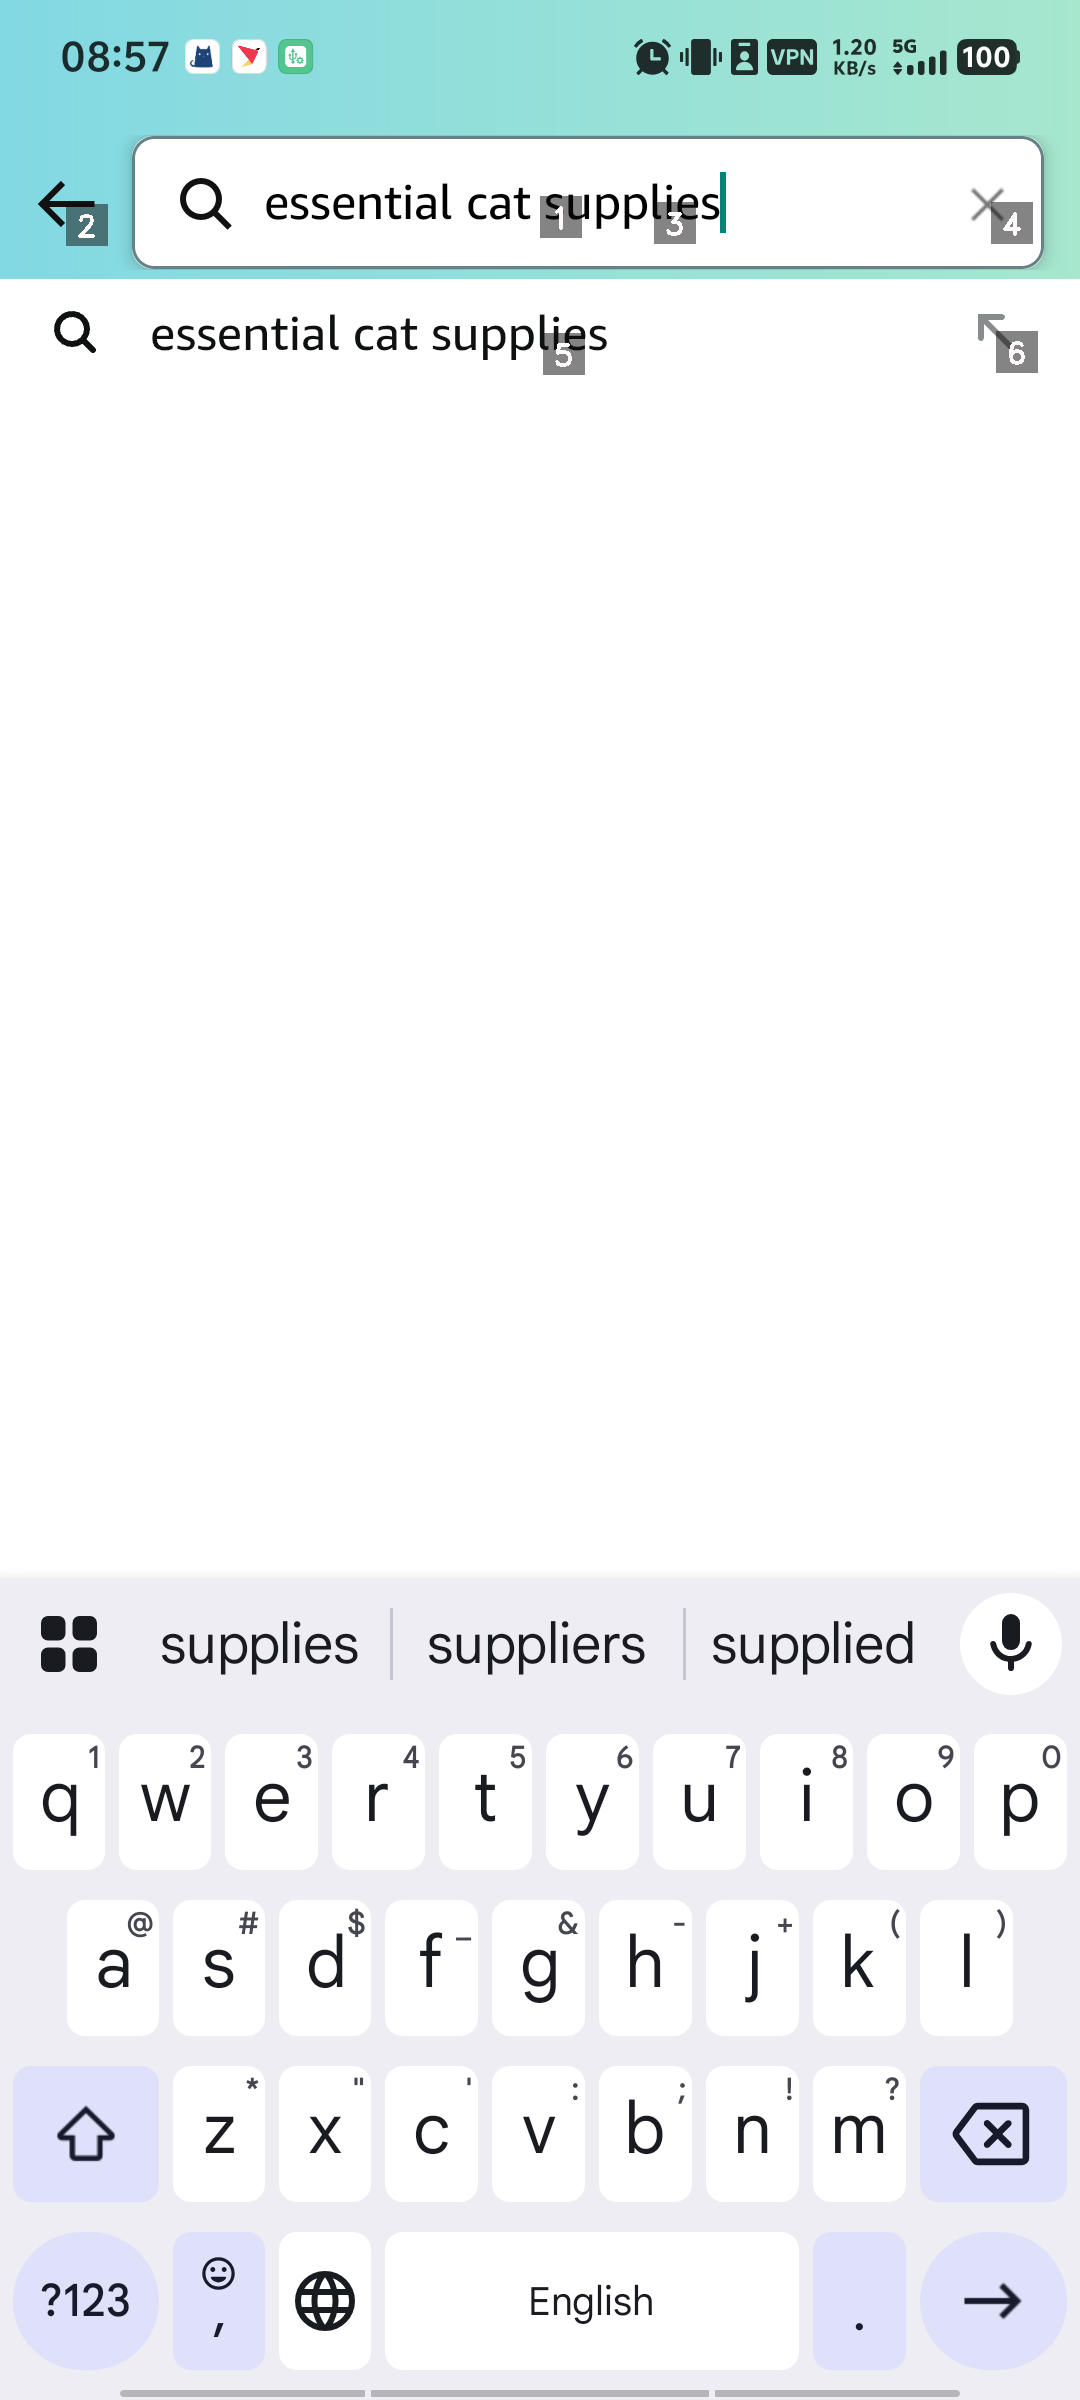 08:57 VPN 1.20 KB/s 5G 100
2 essential cat supplies 1 3 4
essential cat supplies 5 6
supplies suppliers supplied
q 1 w 2 e 3 r 4 t 5 y 6 u 7 i 8 o 9 p 0
a @ s # d $ f _ g & h - j + k ( l )
z * x " c ' v : b ; n ! m ?
?123 , English .